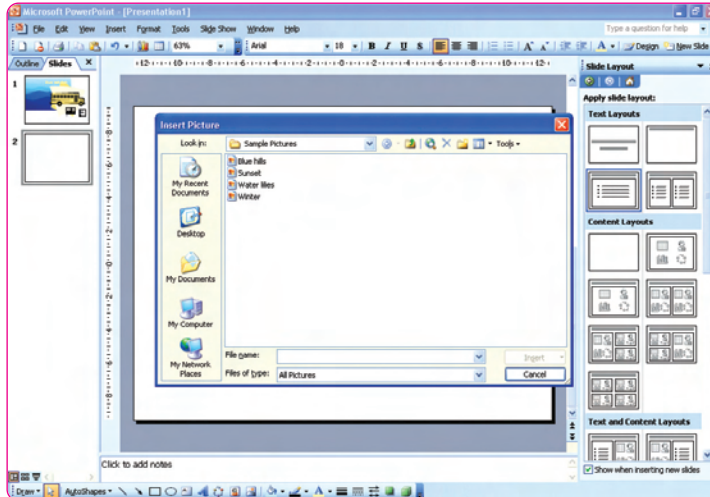 Microsoft PowerPoint - [Presentation1]
File Edit View Insert Format Tools Slide Show Window Help
Type a question for help
63% Arial 18 B I U S Design New Slide
Outline Slides
Slide Layout
1
Apply slide layout:
Text Layouts
Insert Picture
Look in: Sample Pictures Tools
2
Blue hills
Sunset
Water lilies
Winter
My Recent
Documents
Desktop
My Documents
My Computer
My Network
Places
Content Layouts
File name: Insert
Files of type: All Pictures Cancel
Text and Content Layouts
Click to add notes
Show when inserting new slides
Draw AutoShapes